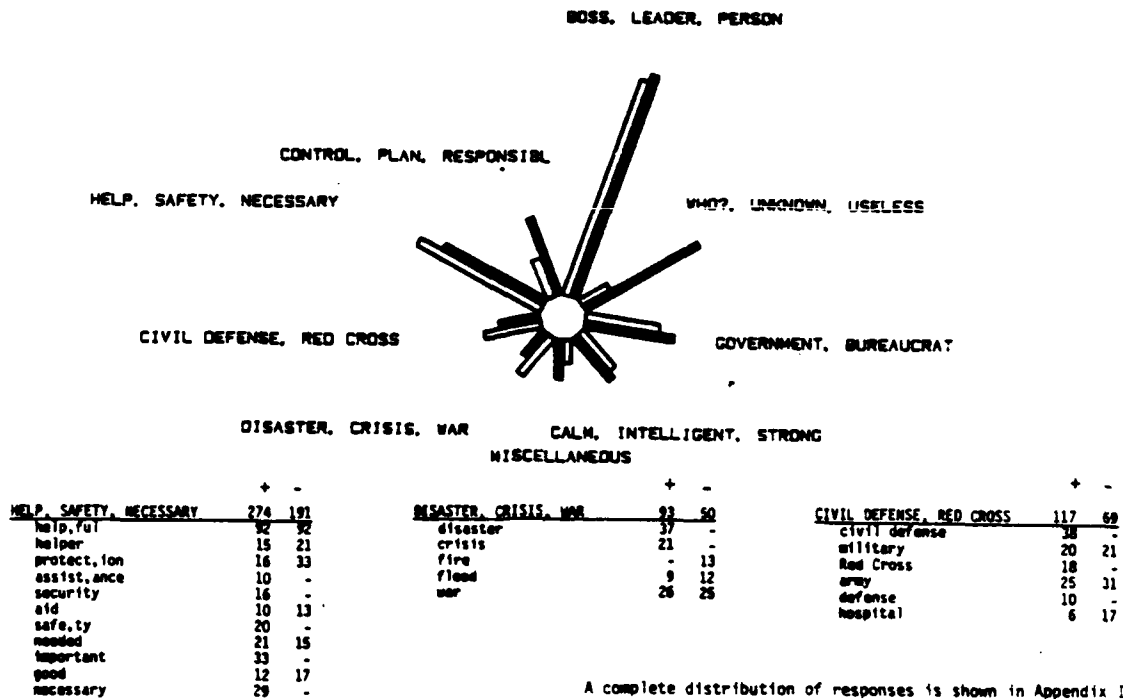 BOSS, LEADER, PERSON
CONTROL, PLAN, RESPONSIBL
HELP, SAFETY, NECESSARY
WHO?, UNKNOWN, USELESS
CIVIL DEFENSE, RED CROSS
GOVERNMENT, BUREAUCRAT
DISASTER, CRISIS, WAR
CALM, INTELLIGENT, STRONG
MISCELLANEOUS
+ -
HELP, SAFETY, NECESSARY 274 191
help,ful 92 92
helper 15 21
protect,ion 16 33
assist,ance 10 -
security 16 -
aid 10 13
safe,ty 20 -
needed 21 15
important 33 -
good 12 17
necessary 29 -
+ -
DISASTER, CRISIS, WAR 93 50
disaster 37 -
crisis 21 -
fire - 13
flood 9 12
war 26 25
+ -
CIVIL DEFENSE, RED CROSS 117 69
civil defense 38 -
military 20 21
Red Cross 18 -
army 25 31
defense 10 -
hospital 6 17
A complete distribution of responses is shown in Appendix I